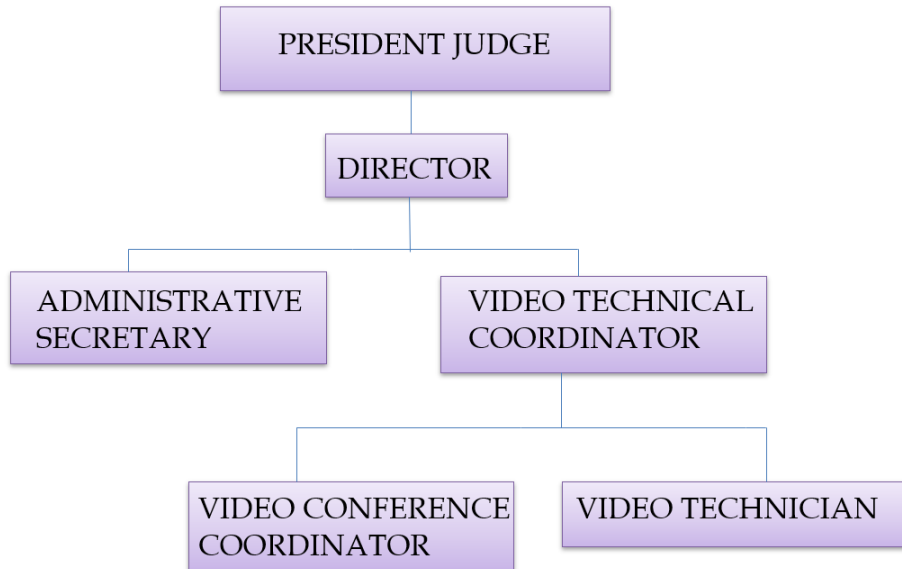 PRESIDENT JUDGE
DIRECTOR
ADMINISTRATIVE
SECRETARY
VIDEO TECHNICAL
COORDINATOR
VIDEO CONFERENCE
COORDINATOR
VIDEO TECHNICIAN